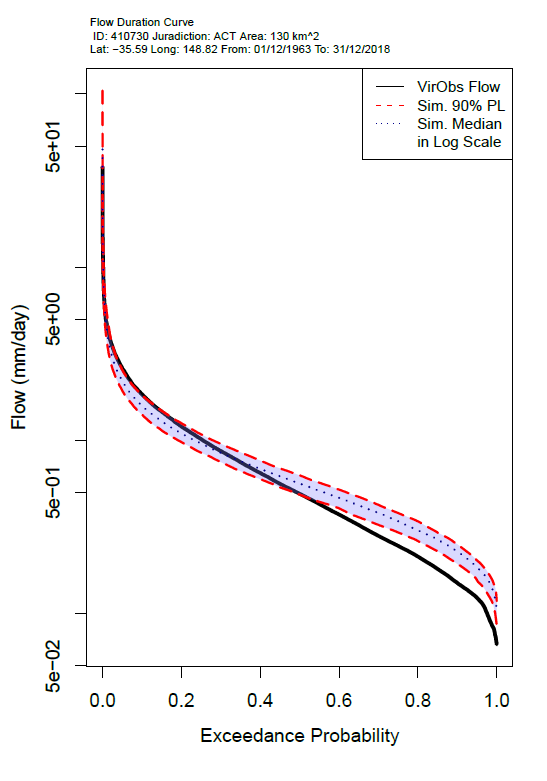 Flow Duration Curve
ID: 410730 Juradiction: ACT Area: 130 km^2
Lat: −35.59 Long: 148.82 From: 01/12/1963 To: 31/12/2018
VirObs Flow
Sim. 90% PL
Sim. Median
in Log Scale
5e+01
5e+00
5e−01
5e−02
Flow (mm/day)
0.0 0.2 0.4 0.6 0.8 1.0
Exceedance Probability